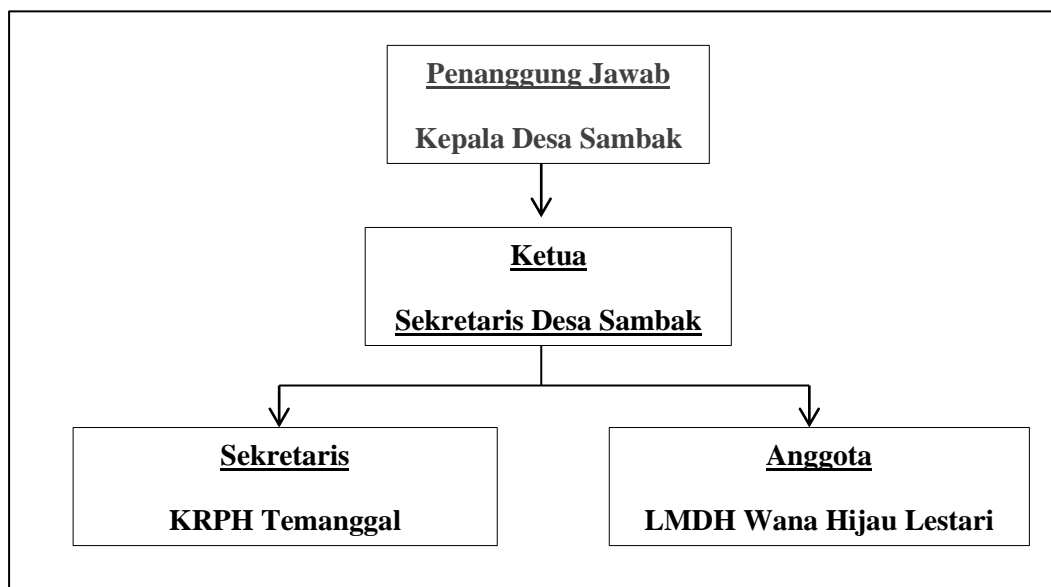 Penanggung Jawab
Kepala Desa Sambak
Ketua
Sekretaris Desa Sambak
Sekretaris
KRPH Temanggal
Anggota
LMDH Wana Hijau Lestari